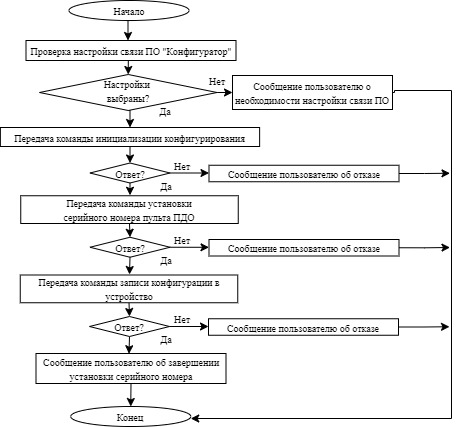 Начало
Проверка настройки связи ПО "Конфигуратор"
Настройки
выбраны?
Нет
Сообщение пользователю о
необходимости настройки связи ПО
Да
Передача команды инициализации конфигурирования
Ответ?
Нет
Сообщение пользователю об отказе
Да
Передача команды установки
серийного номера пульта ПДО
Ответ?
Нет
Сообщение пользователю об отказе
Да
Передача команды записи конфигурации в
устройство
Ответ?
Нет
Сообщение пользователю об отказе
Да
Сообщение пользователю об завершении
установки серийного номера
Конец